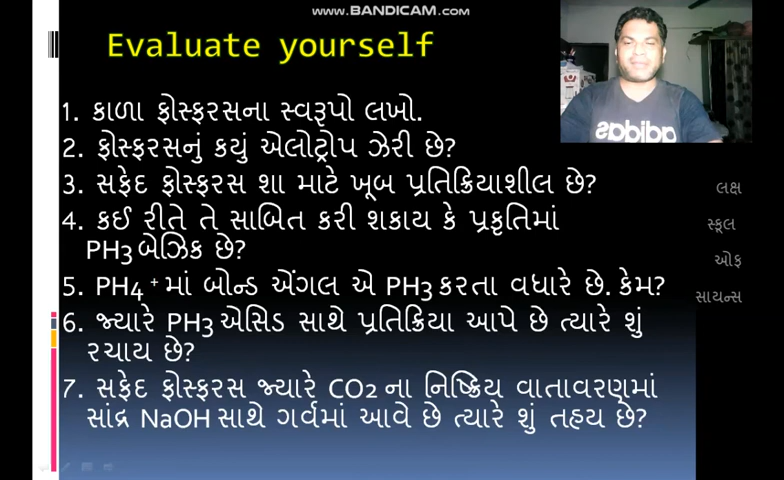 WWW.BANDICAM.COM
Evaluate yourself
1. કાળા ફોસ્ફરસના સ્વરૂપો લખો.
2. ફોસ્ફરસનું કયું એલોટ્રોપ ઝેરી છે?
3. સફેદ ફોસ્ફરસ શા માટે ખૂબ પ્રતિક્રિયાશીલ છે?
4. કઈ રીતે તે સાબિત કરી શકાય કે પ્રકૃતિમાં
PH3 બેઝિક છે?
5. PH4⁺ માં બોન્ડ એંગલ એ PH3 કરતા વધારે છે. કેમ?
6. જ્યારે PH3 એસિડ સાથે પ્રતિક્રિયા આપે છે ત્યારે શું
રચાય છે?
7. સફેદ ફોસ્ફરસ જ્યારે CO2 ના નિષ્ક્રિય વાતાવરણમાં
સાંદ્ર NaOH સાથે ગર્વમાં આવે છે ત્યારે શું તહ્ય છે?
adidas
લક્ષ
સ્કૂલ
ઓફ
સાયન્સ